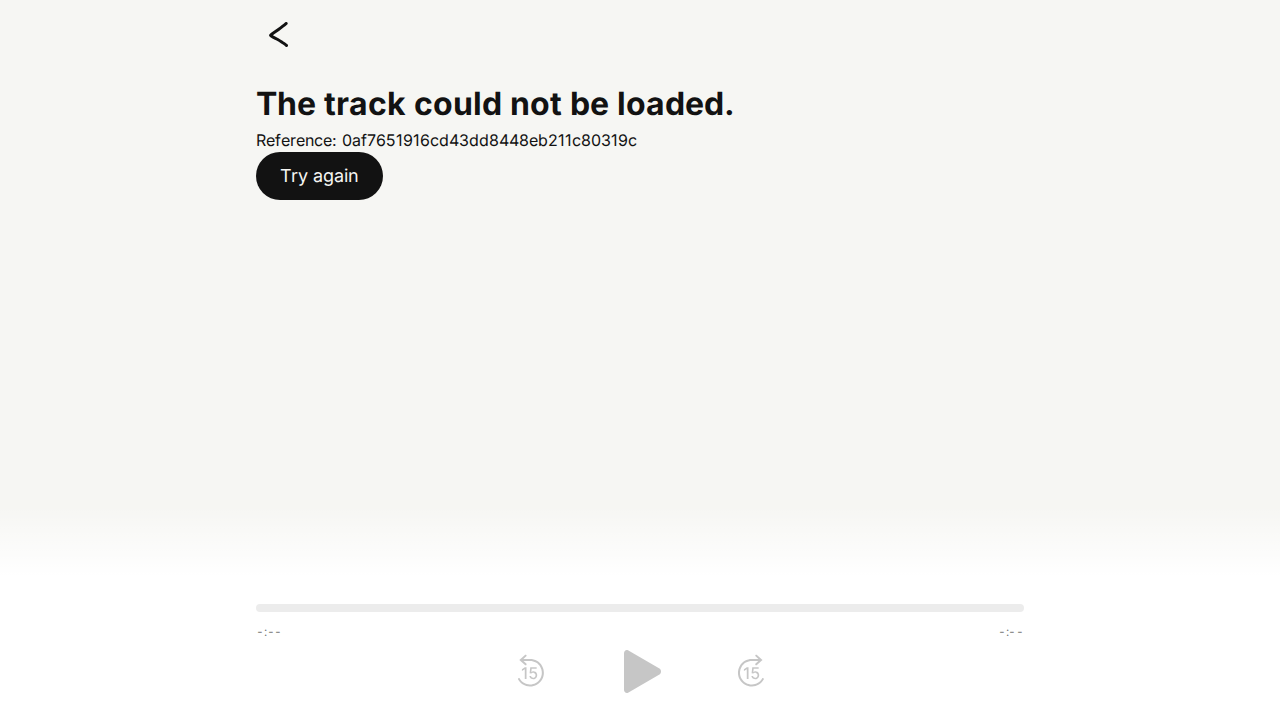 The track could not be loaded.
Reference: 0af7651916cd43dd8448eb211c80319c
Try again
-:-- -:--
15 15